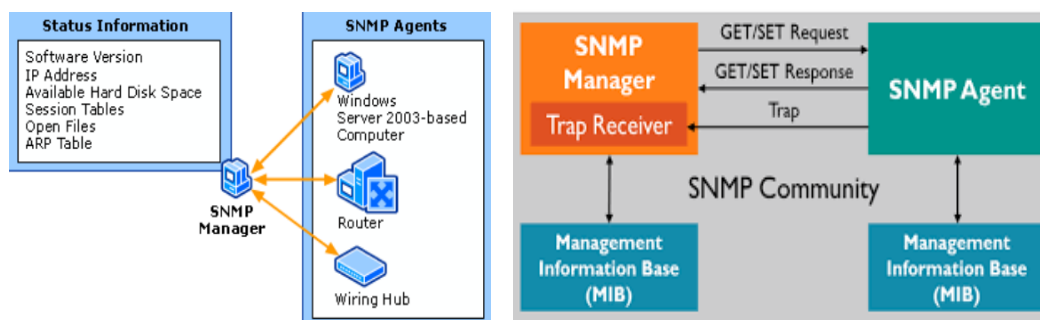 Status Information
Software Version
IP Address
Available Hard Disk Space
Session Tables
Open Files
ARP Table
SNMP
Manager
SNMP Agents
Windows
Server 2003-based
Computer
Router
Wiring Hub
SNMP
Manager
Trap Receiver
GET/SET Request
GET/SET Response
Trap
SNMP Agent
SNMP Community
Management
Information Base
(MIB)
Management
Information Base
(MIB)